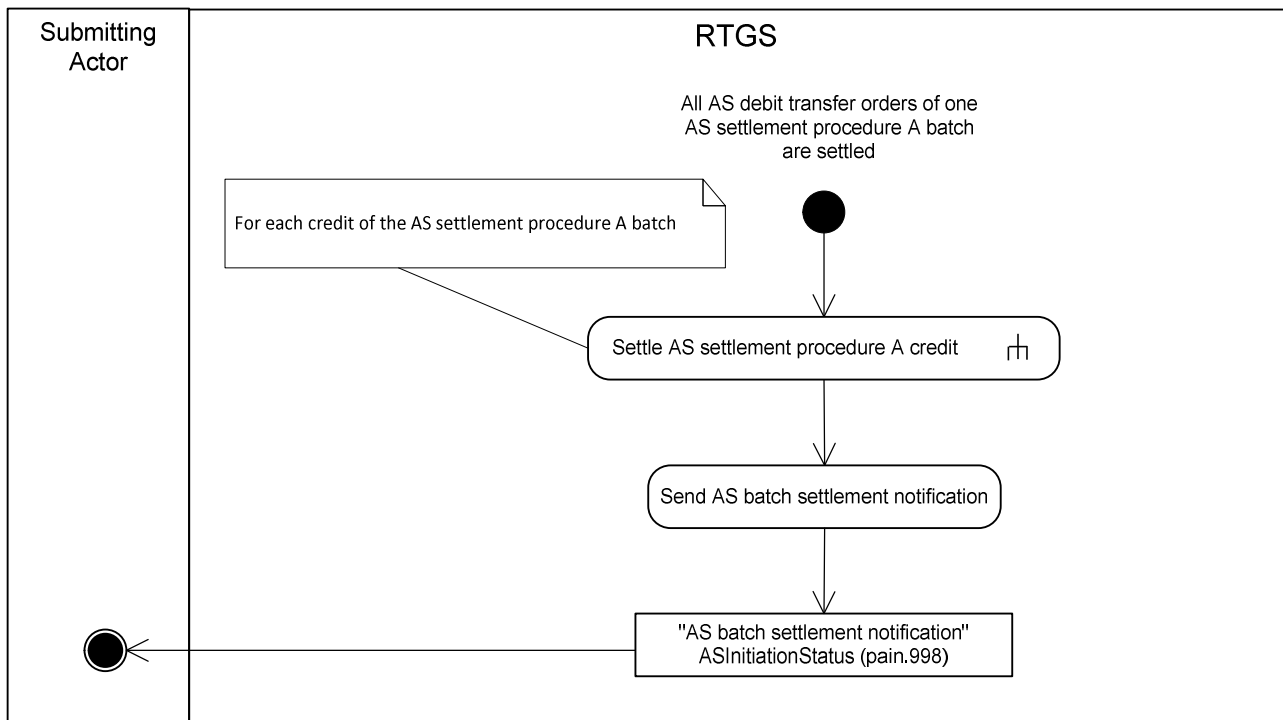 Submitting
Actor
RTGS
All AS debit transfer orders of one
AS settlement procedure A batch
are settled
For each credit of the AS settlement procedure A batch
Settle AS settlement procedure A credit
Send AS batch settlement notification
"AS batch settlement notification"
ASInitiationStatus (pain.998)